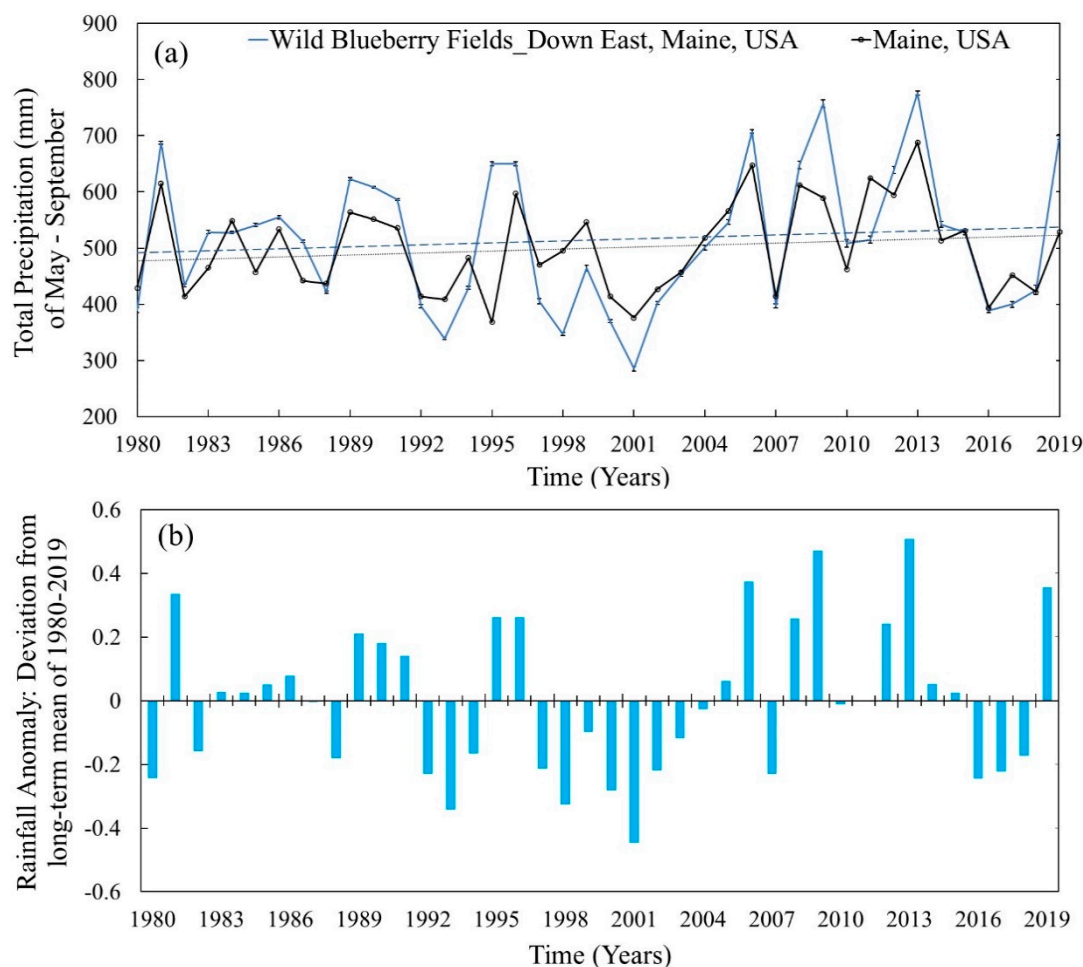 (a)
Wild Blueberry Fields_Down East, Maine, USA
Maine, USA
Total Precipitation (mm)
of May - September
900
800
700
600
500
400
300
200
1980 1983 1986 1989 1992 1995 1998 2001 2004 2007 2010 2013 2016 2019
Time (Years)
(b)
Rainfall Anomaly: Deviation from
long-term mean of 1980-2019
0.6
0.4
0.2
0
-0.2
-0.4
-0.6
1980 1983 1986 1989 1992 1995 1998 2001 2004 2007 2010 2013 2016 2019
Time (Years)